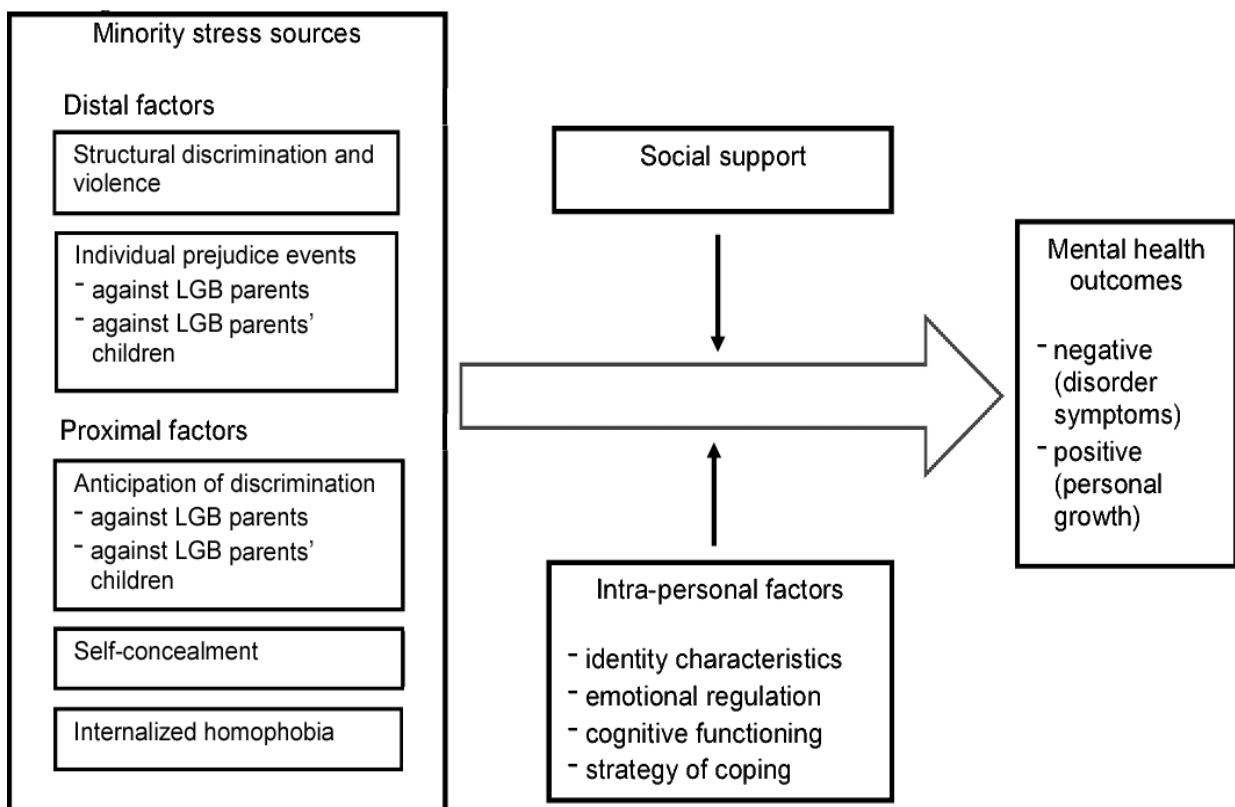 Minority stress sources
Distal factors
Structural discrimination and
violence
Individual prejudice events
- against LGB parents
- against LGB parents’
children
Proximal factors
Anticipation of discrimination
- against LGB parents
- against LGB parents’
children
Self-concealment
Internalized homophobia
Social support
Intra-personal factors
- identity characteristics
- emotional regulation
- cognitive functioning
- strategy of coping
Mental health
outcomes
- negative
(disorder
symptoms)
- positive
(personal
growth)